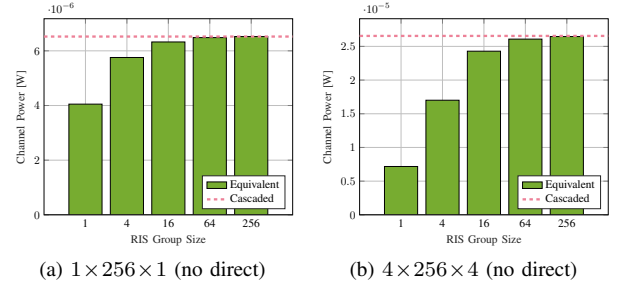 ·10⁻⁶
Channel Power [W]
6
4
2
0
Equivalent
Cascaded
1 4 16 64 256
RIS Group Size
(a) 1×256×1 (no direct)
·10⁻⁵
Channel Power [W]
2.5
2
1.5
1
0.5
0
Equivalent
Cascaded
1 4 16 64 256
RIS Group Size
(b) 4×256×4 (no direct)